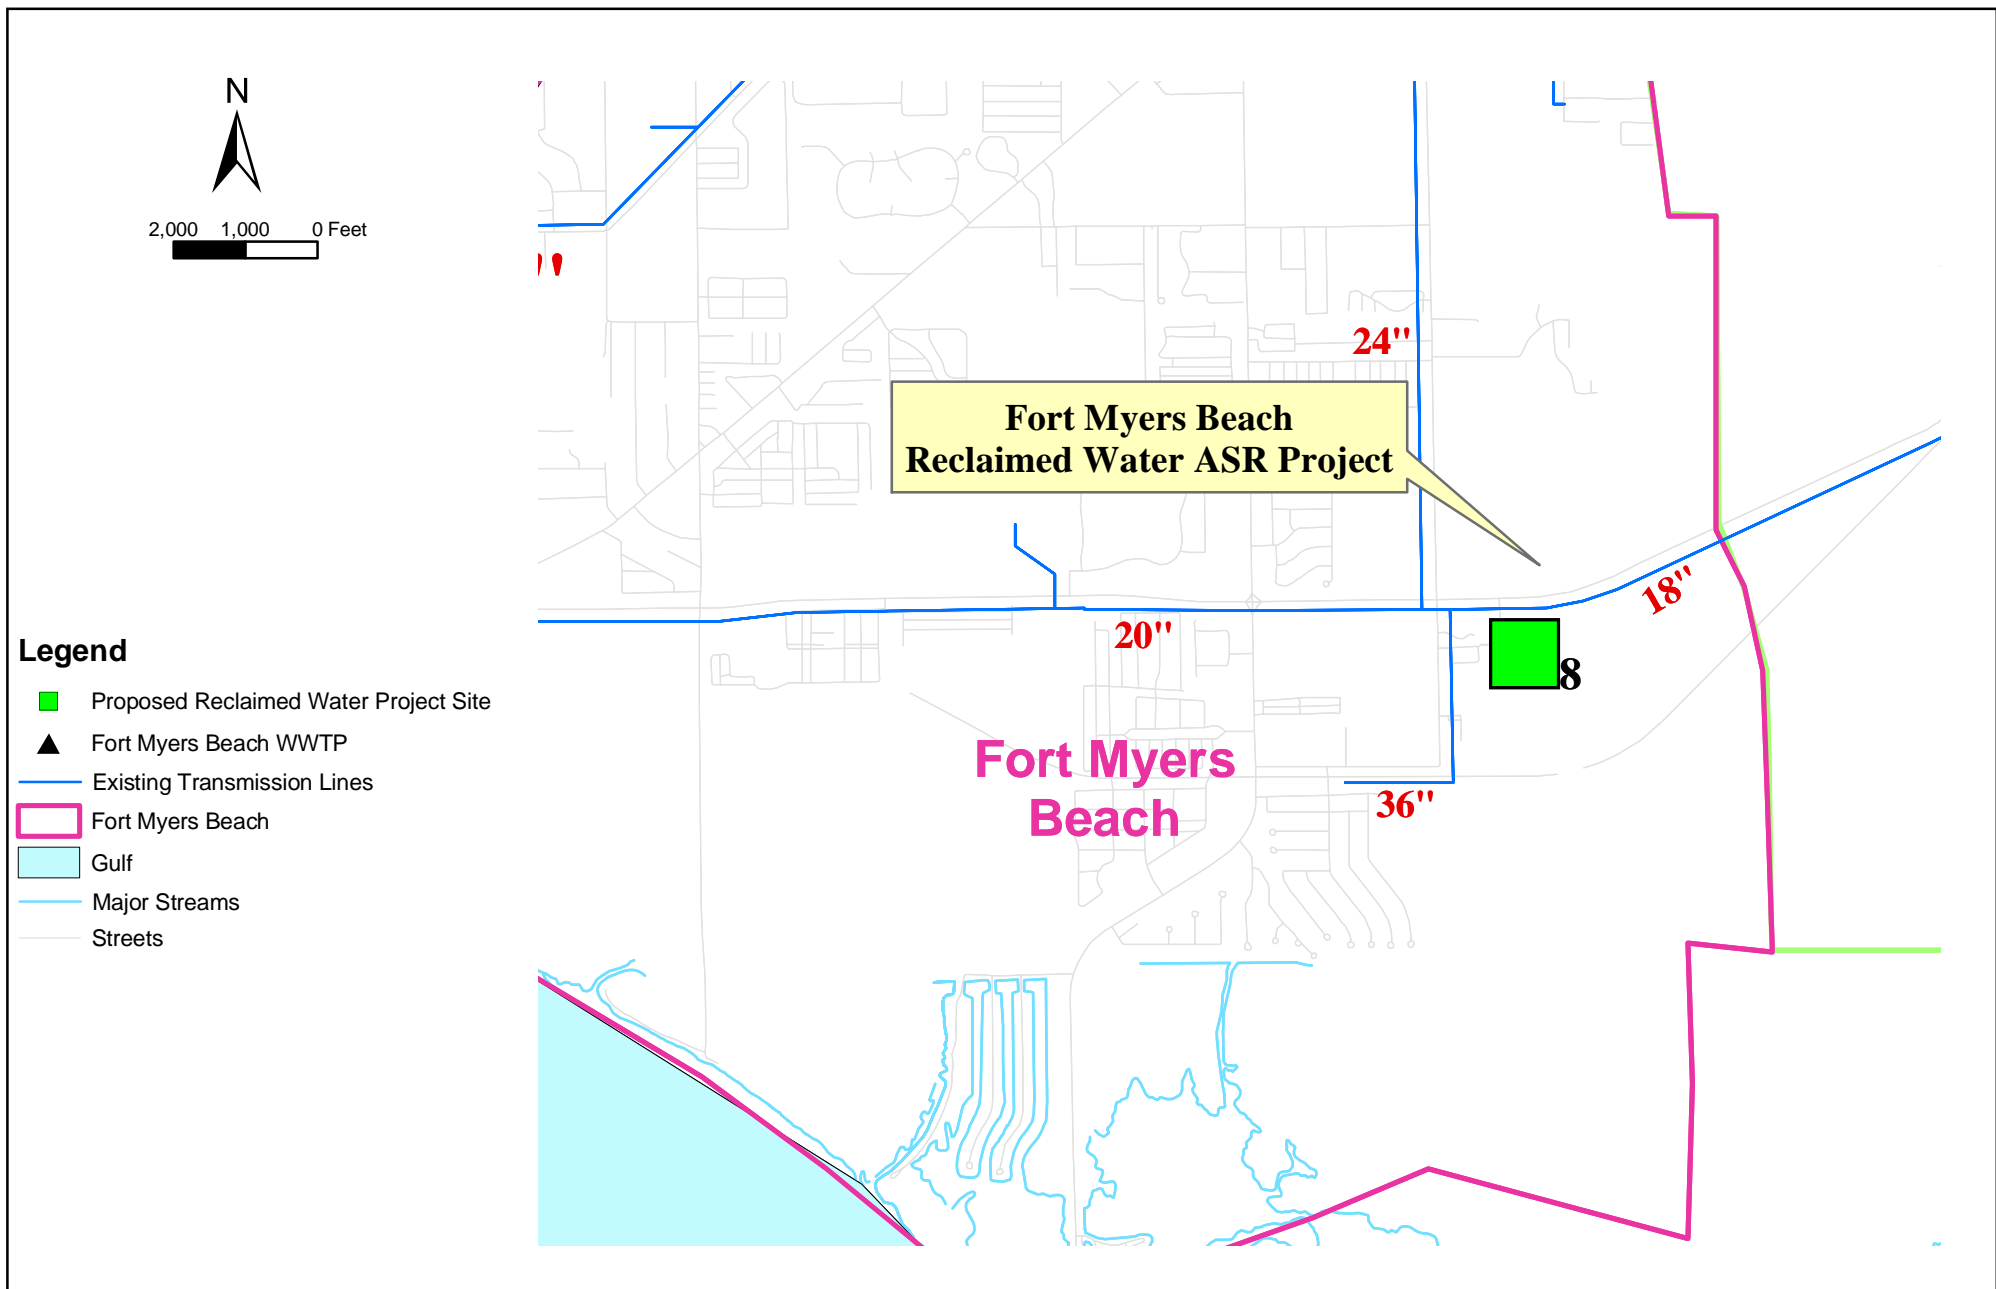 N
2,000 1,000 0 Feet
"
24"
Fort Myers Beach
Reclaimed Water ASR Project
18"
20"
8
Fort Myers
Beach
36"
Legend
Proposed Reclaimed Water Project Site
Fort Myers Beach WWTP
Existing Transmission Lines
Fort Myers Beach
Gulf
Major Streams
Streets